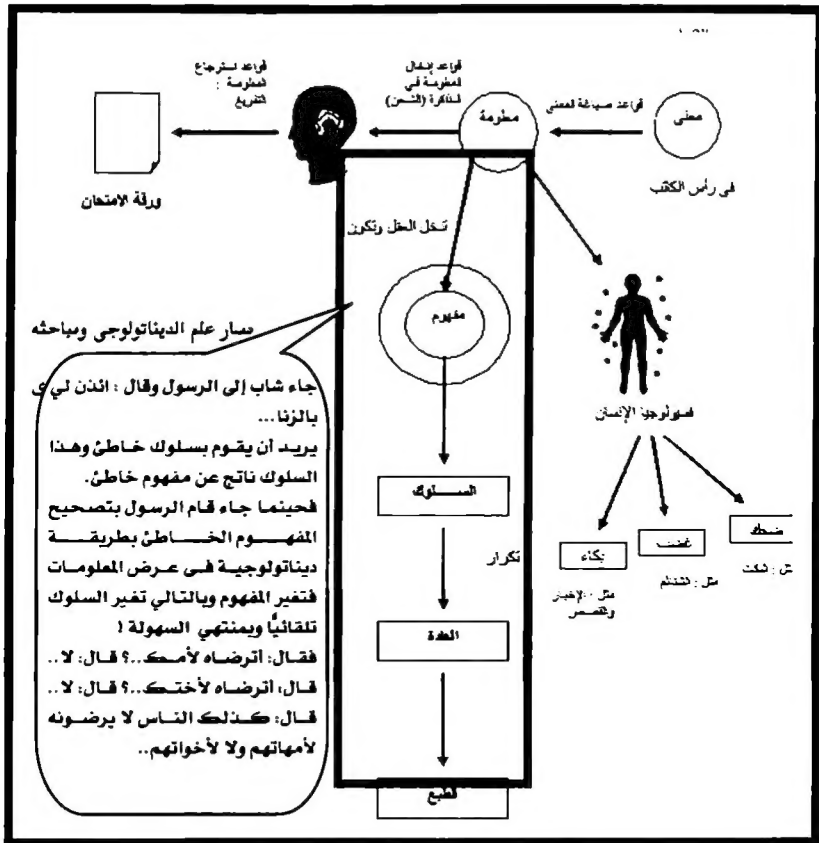 معنى
في رأس الكاتب
قواعد صياغة المعنى
معلومة
قواعد إدخال
المعلومة في
الذاكرة (الشحن)
قواعد استرجاع
المعلومة :
التفريغ
ورقة الامتحان
تدخل العقل وتكون
مفهوم
السلوك
تكرار
العادة
الطبع
فسيولوجيا الإنسان
ضحك
مثل : النكت
غضب
مثل : الشتائم
بكاء
مثل : الإخبار
والقصص
مسار علم الديناتولوجي ومباحثه
جاء شاب إلى الرسول وقال : ائذن لي
بالزنا...
يريد أن يقوم بسلوك خاطئ وهذا
السلوك ناتج عن مفهوم خاطئ.
فحينما جاء قام الرسول بتصحيح
المفهوم الخاطئ بطريقة
ديناتولوجية في عرض المعلومات
فتغير المفهوم وبالتالي تغير السلوك
تلقائياً وبمنتهي السهولة !
فقال: أترضاه لأمك..؟ قال: لا..
قال: أترضاه لأختك..؟ قال: لا..
قال: كذلك الناس لا يرضونه
لأمهاتهم ولا لأخواتهم..